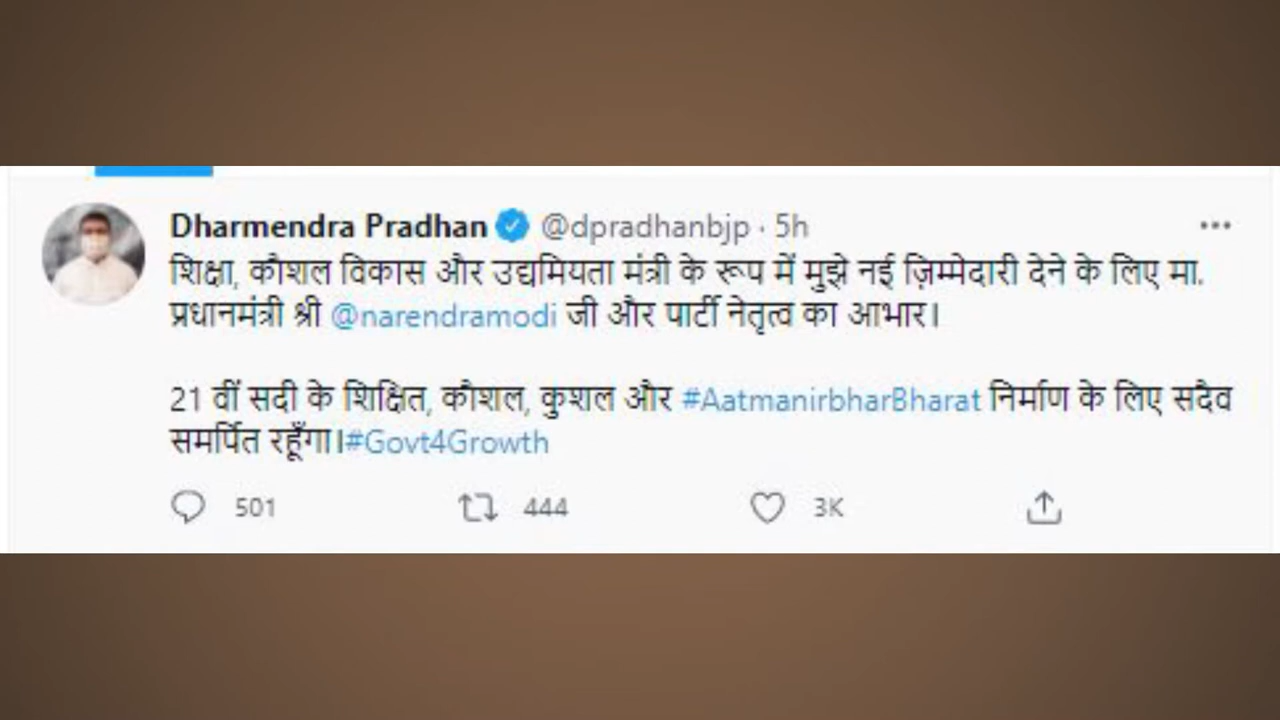 Dharmendra Pradhan @dpradhanbjp · 5h
शिक्षा, कौशल विकास और उद्यमियता मंत्री के रूप में मुझे नई ज़िम्मेदारी देने के लिए मा.
प्रधानमंत्री श्री @narendramodi जी और पार्टी नेतृत्व का आभार।
21 वीं सदी के शिक्षित, कौशल, कुशल और #AatmanirbharBharat निर्माण के लिए सदैव
समर्पित रहूँगा।#Govt4Growth
501 444 3K